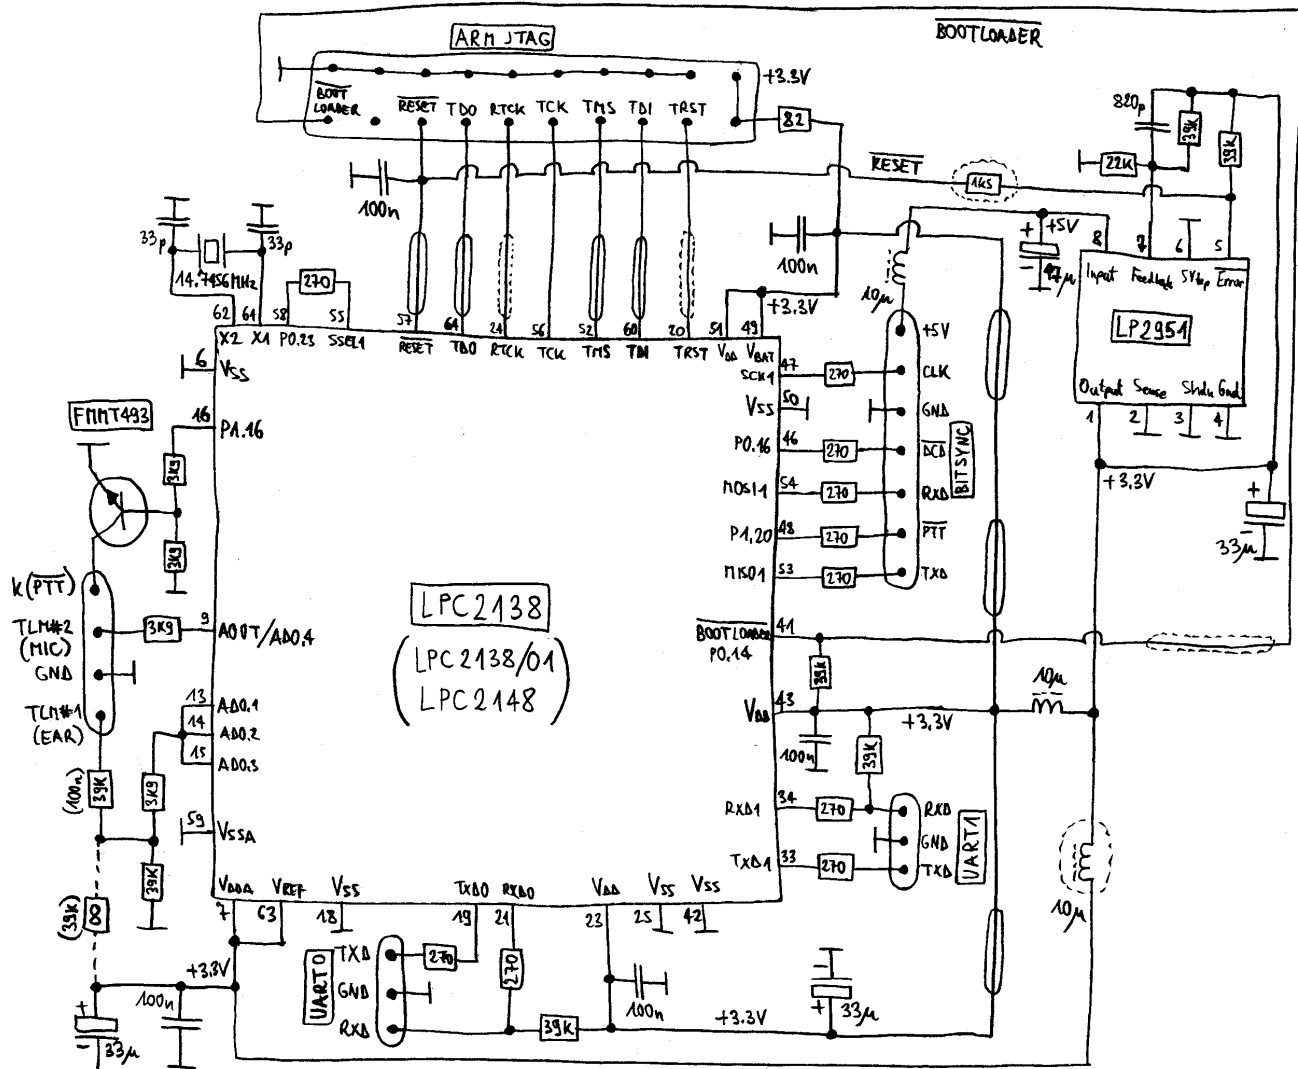 BOOTLOADER
ARM JTAG
+3.3V
BOOT
LOADER
RESET TDO RTCK TCK TMS TDI TRST
82
820p
39K
39K
22K
RESET
1k5
100n
33p
33p
14.7456MHz
270
100n
+5V
47µ
10µ
+3.3V
8 7 6 5
Input Feedback 5Vtap Error
LP2951
Output Sense Shdn Gnd
1 2 3 4
+3.3V
33µ
62 61 58 55 57 64 24 56 52 60 20 51 49
X2 X1 P0.23 SSEL1 RESET TDO RTCK TCK TMS TDI TRST VDD VBAT
6
VSS
SCK1
47
270
+5V
CLK
VSS
50
GND
P0.16
46
270
DCD
MOSI1
54
270
RXD
P1.20
48
270
PTT
MISO1
53
270
TXD
BITSYNC
FMMT493
16
P1.16
3K9
3K9
K(PTT)
TLM#2
(MIC)
GND
TLM#1
(EAR)
3K9
9
AOUT/AD0.4
13
AD0.1
14
AD0.2
15
AD0.3
(100n)
39K
3K9
39K
(39K)
∞
59
VSSA
LPC2138
(LPC2138/01
LPC2148)
BOOTLOADER
P0.14
41
39K
VDD
43
100n
+3.3V
10µ
39K
RXD1
34
270
RXD
GND
TXD1
33
270
TXD
UART1
10µ
VDDA VREF VSS TXD0 RXD0 VDD VSS VSS
7 63 18 19 21 23 25 42
UART0
TXD
270
270
GND
RXD
39K
100n
+3.3V
33µ
+3.3V
100n
33µ